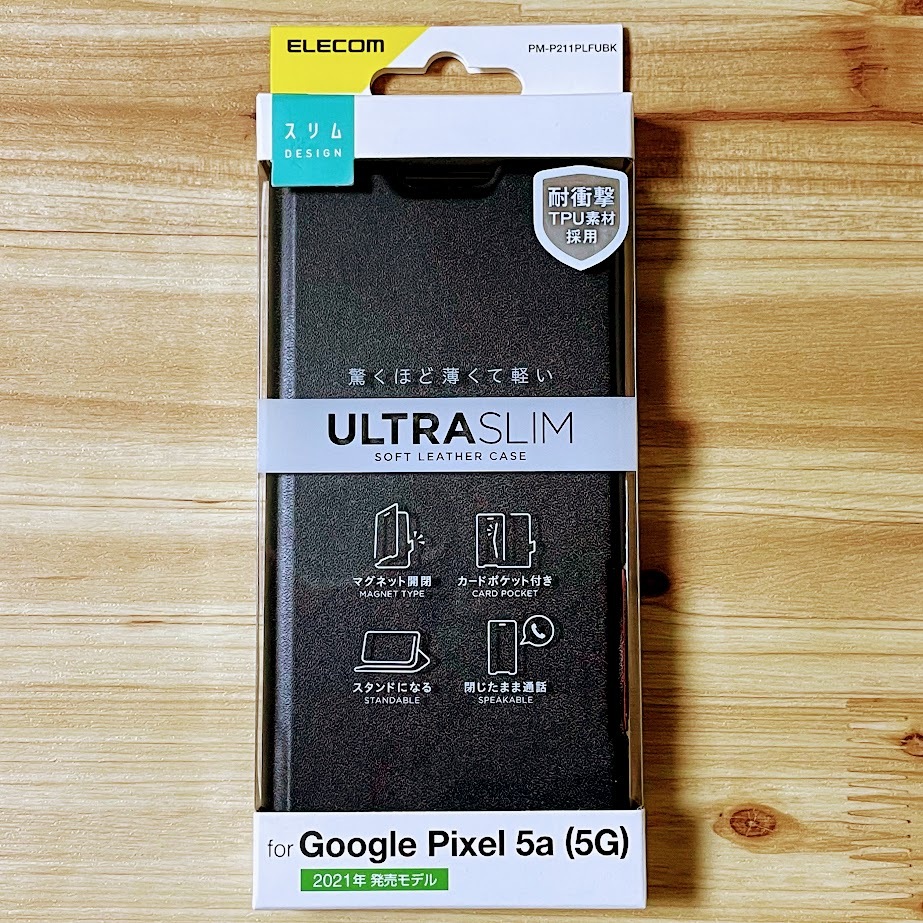 ELECOM
PM-P211PLFUBK
スリム
DESIGN
耐衝撃
TPU素材
採用
驚くほど薄くて軽い
ULTRASLIM
SOFT LEATHER CASE
マグネット開閉
MAGNET TYPE
カードポケット付き
CARD POCKET
スタンドになる
STANDABLE
閉じたまま通話
SPEAKABLE
for Google Pixel 5a (5G)
2021年 発売モデル